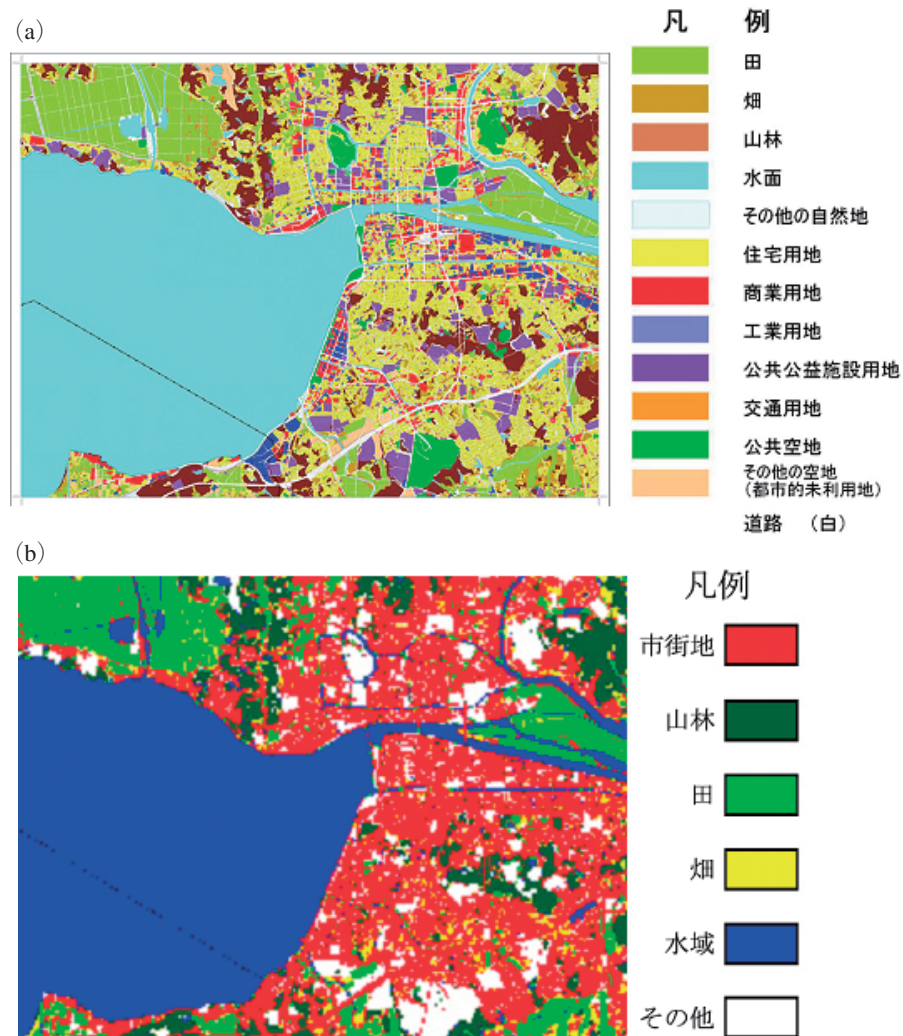 (a)
凡 例
田
畑
山林
水面
その他の自然地
住宅用地
商業用地
工業用地
公共公益施設用地
交通用地
公共空地
その他の空地
(都市的未利用地)
道路 (白)
(b)
凡例
市街地
山林
田
畑
水域
その他